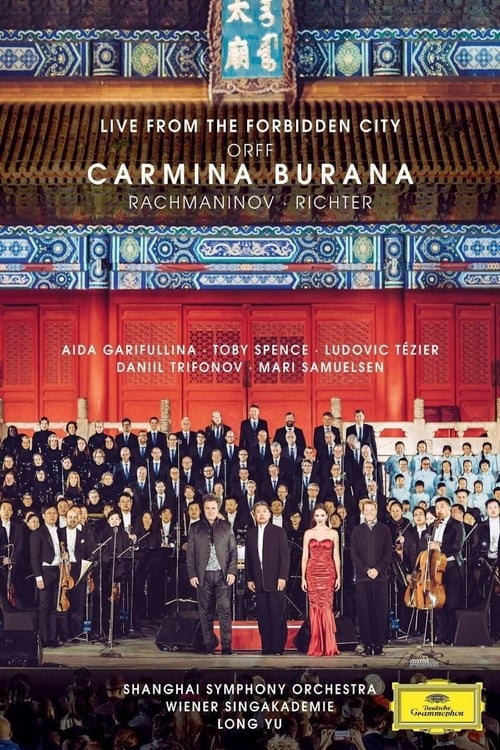 太廟
LIVE FROM THE FORBIDDEN CITY
ORFF
CARMINA BURANA
RACHMANINOV · RICHTER
AIDA GARIFULLINA · TOBY SPENCE · LUDOVIC TÉZIER
DANIIL TRIFONOV · MARI SAMUELSEN
SHANGHAI SYMPHONY ORCHESTRA
WIENER SINGAKADEMIE
LONG YU
Deutsche
Grammophon